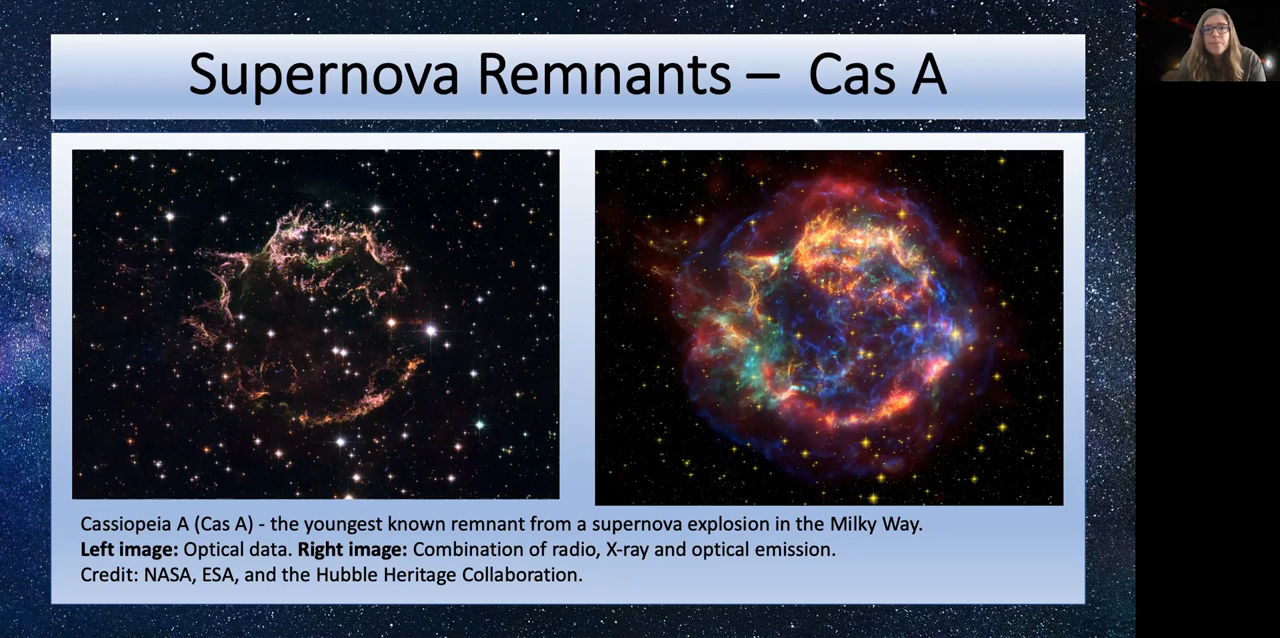 Supernova Remnants – Cas A
Cassiopeia A (Cas A) - the youngest known remnant from a supernova explosion in the Milky Way.
Left image: Optical data. Right image: Combination of radio, X-ray and optical emission.
Credit: NASA, ESA, and the Hubble Heritage Collaboration.